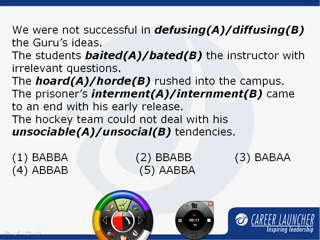 We were not successful in defusing(A)/diffusing(B)
the Guru's ideas.
The students baited(A)/bated(B) the instructor with
irrelevant questions.
The hoard(A)/horde(B) rushed into the campus.
The prisoner's interment(A)/internment(B) came
to an end with his early release.
The hockey team could not deal with his
unsociable(A)/unsocial(B) tendencies.
(1) BABBA (2) BBABB (3) BABAA
(4) ABBAB (5) AABBA
CAREER LAUNCHER
Inspiring leadership